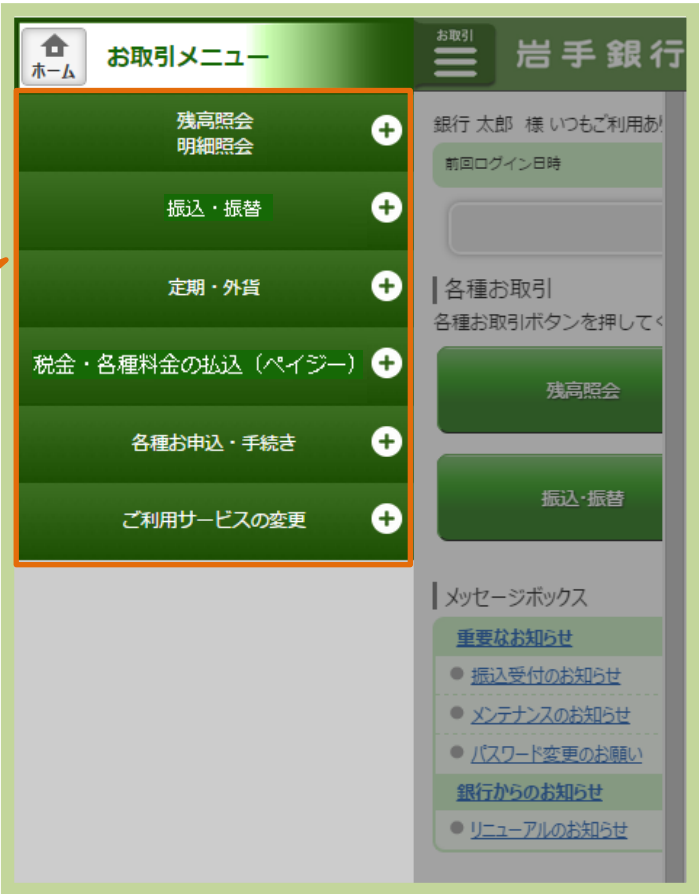 ホーム
お取引メニュー
残高照会
明細照会
振込・振替
定期・外貨
税金・各種料金の払込（ペイジー）
各種お申込・手続き
ご利用サービスの変更
お取引
岩手銀行
銀行 太郎 様 いつもご利用あ
前回ログイン日時
各種お取引
各種お取引ボタンを押してく
残高照会
振込･振替
メッセージボックス
重要なお知らせ
振込受付のお知らせ
メンテナンスのお知らせ
パスワード変更のお願い
銀行からのお知らせ
リニューアルのお知らせ